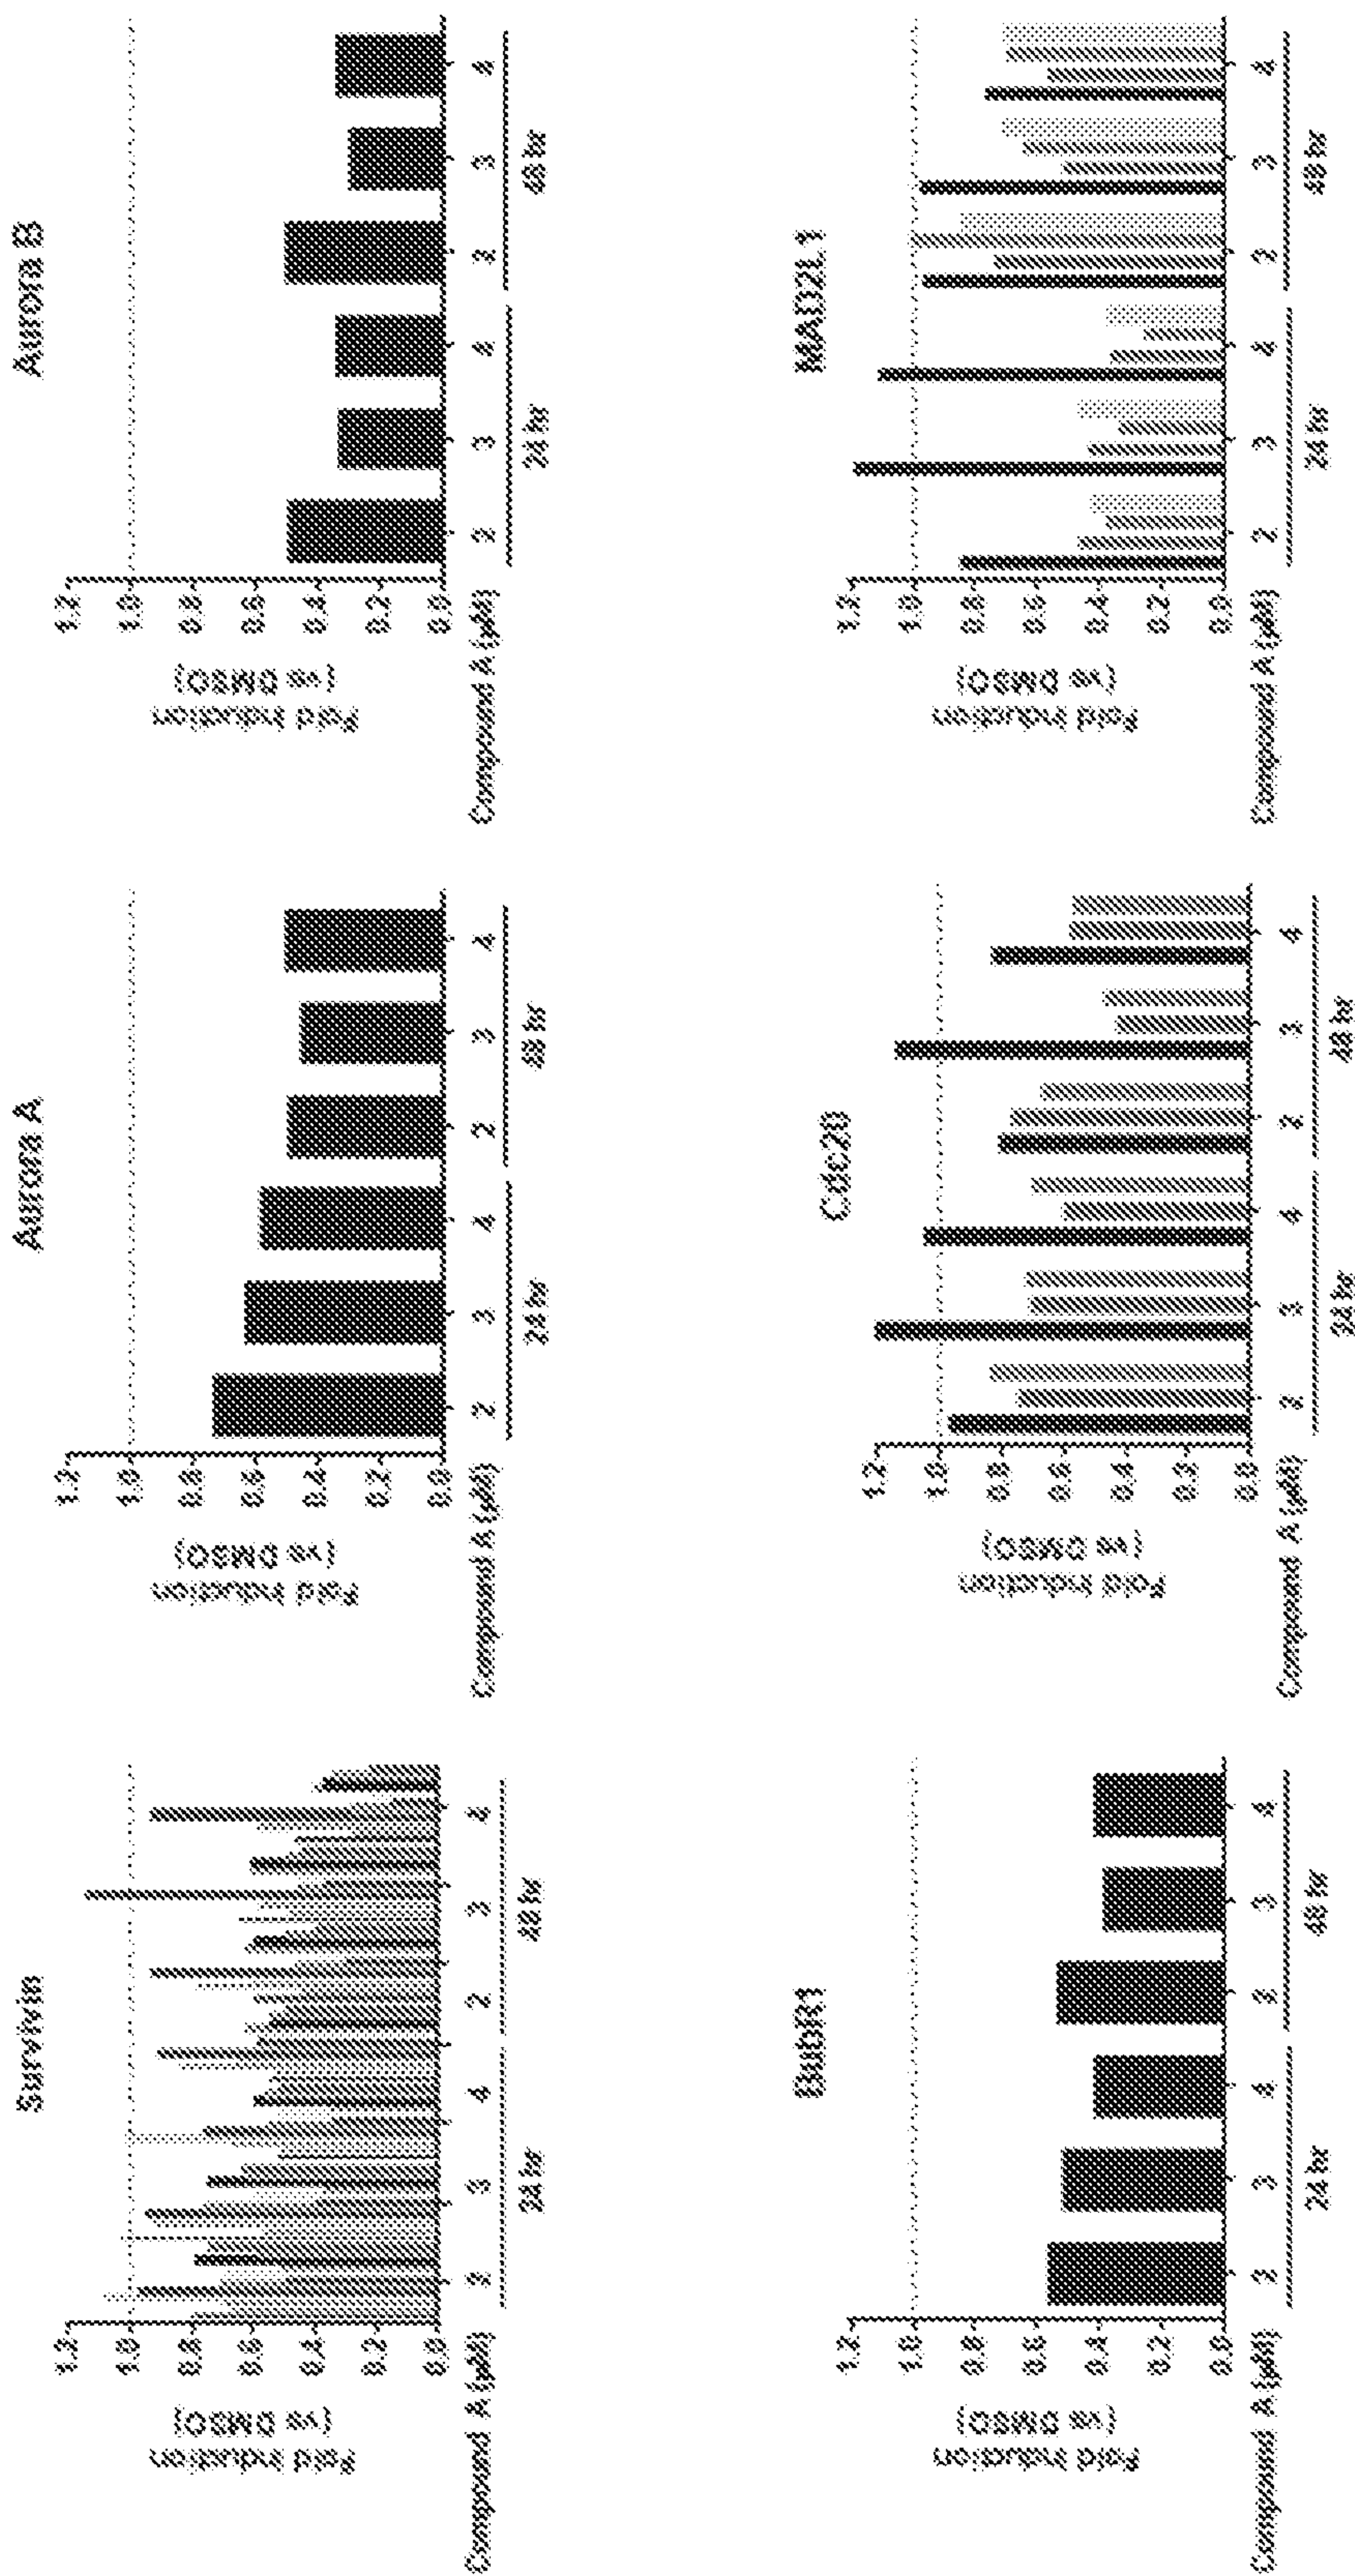 Survivin
Fold Induction
(vs DMSO)
1.2
1.0
0.8
0.6
0.4
0.2
0.0
Compound A (µM)
2 3 4 2 3 4
24 hr 48 hr
Aurora A
Fold Induction
(vs DMSO)
1.2
1.0
0.8
0.6
0.4
0.2
0.0
Compound A (µM)
2 3 4 2 3 4
24 hr 48 hr
Aurora B
Fold Induction
(vs DMSO)
1.2
1.0
0.8
0.6
0.4
0.2
0.0
Compound A (µM)
2 3 4 2 3 4
24 hr 48 hr
BubR1
Fold Induction
(vs DMSO)
1.2
1.0
0.8
0.6
0.4
0.2
0.0
Compound A (µM)
2 3 4 2 3 4
24 hr 48 hr
Cdc20
Fold Induction
(vs DMSO)
1.2
1.0
0.8
0.6
0.4
0.2
0.0
Compound A (µM)
2 3 4 2 3 4
24 hr 48 hr
MAD2L1
Fold Induction
(vs DMSO)
1.2
1.0
0.8
0.6
0.4
0.2
0.0
Compound A (µM)
2 3 4 2 3 4
24 hr 48 hr